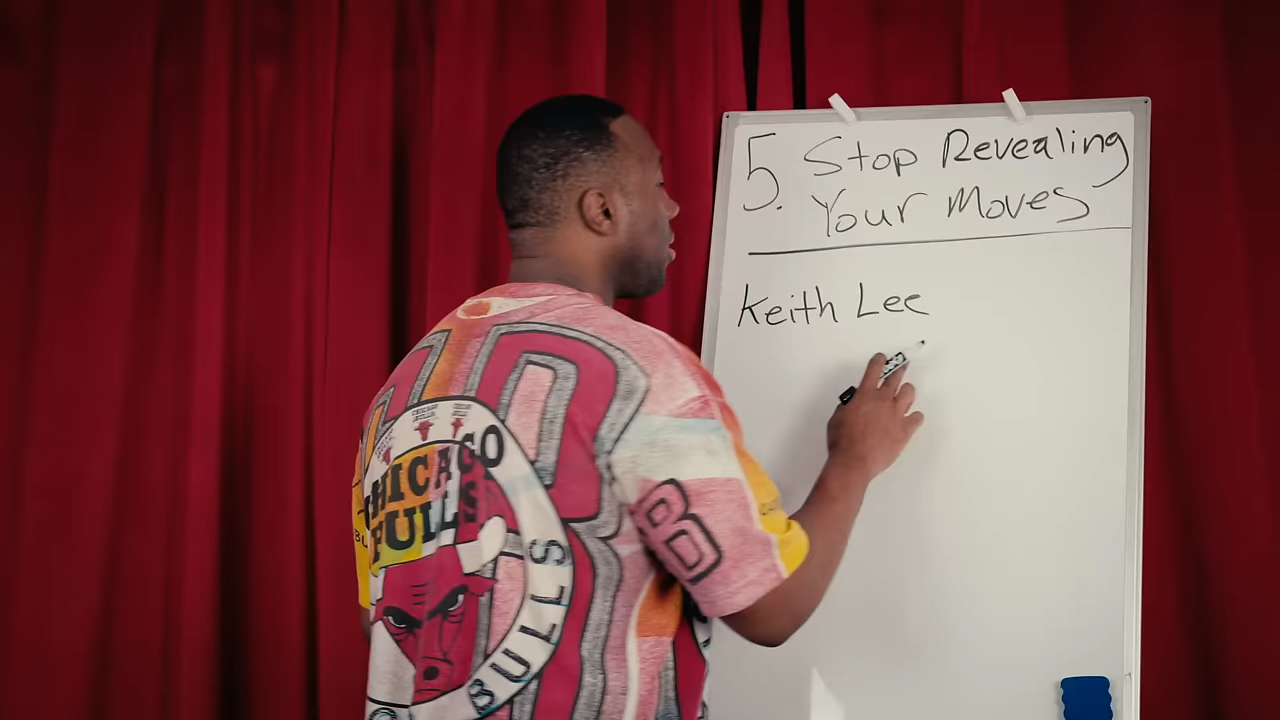 5. Stop Revealing
Your Moves
Keith Lee
CHICAGO
BULLS
BULLS
B